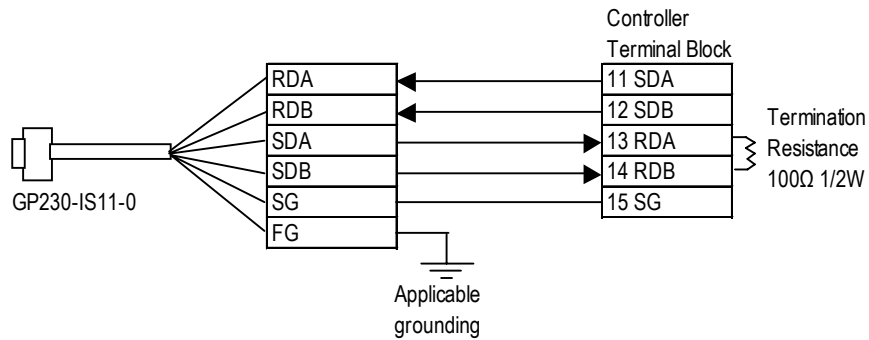 Controller
Terminal Block
RDA
11 SDA
RDB
12 SDB
SDA
13 RDA
SDB
14 RDB
SG
15 SG
FG
GP230-IS11-0
Termination
Resistance
100Ω 1/2W
Applicable
grounding